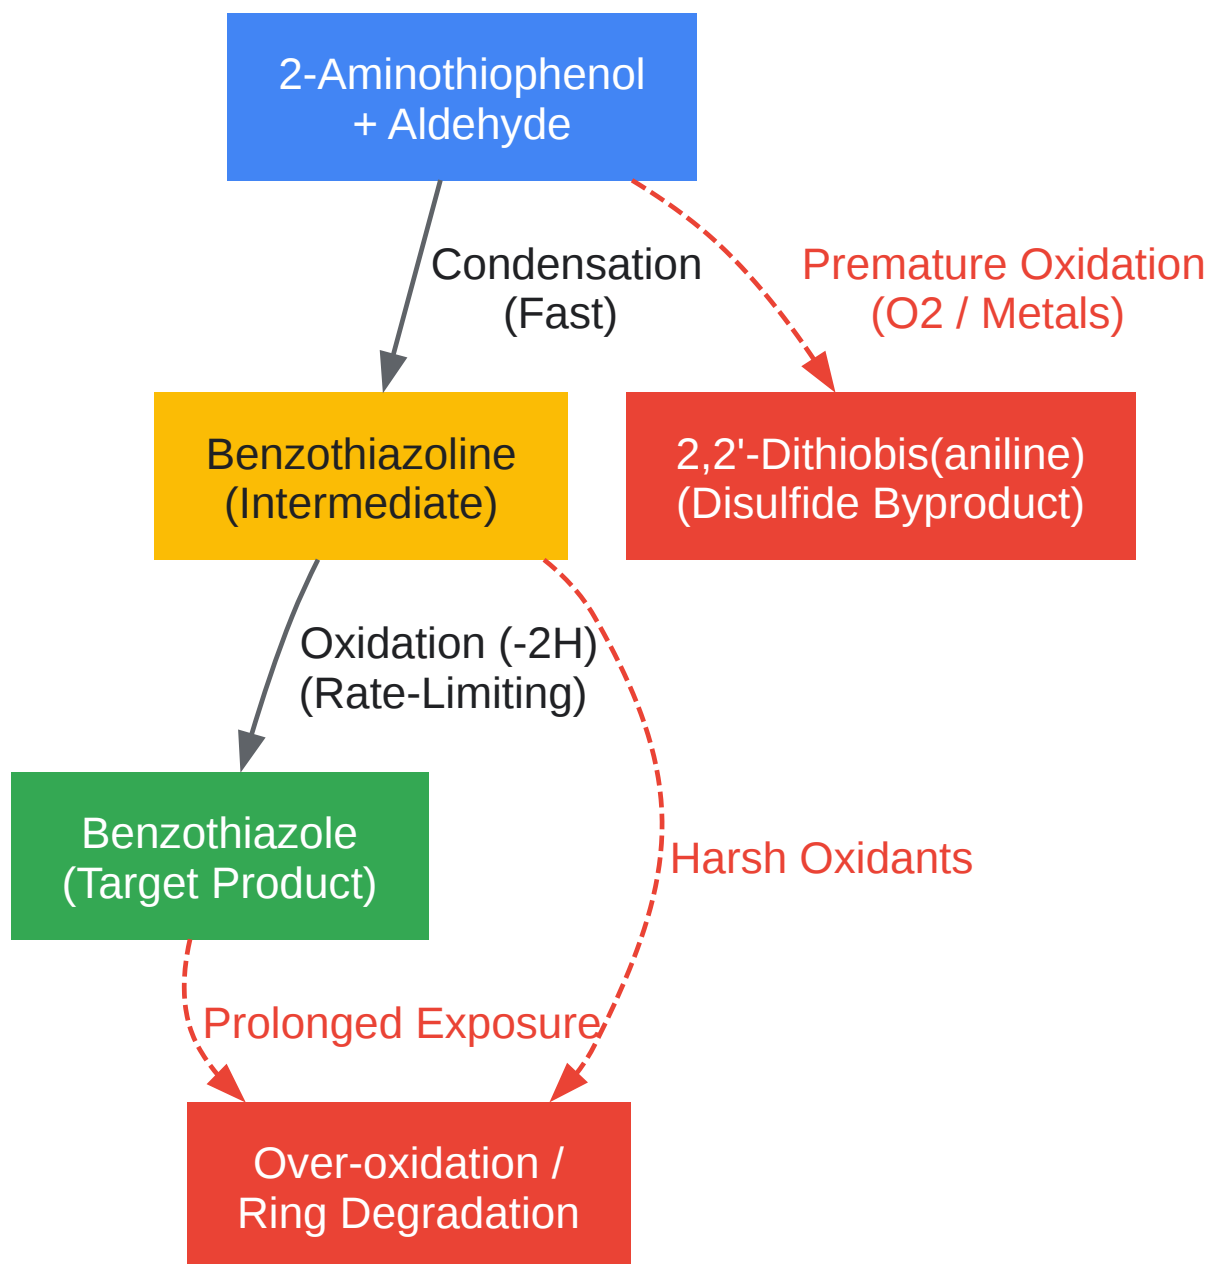 2-Aminothiophenol
+ Aldehyde
Condensation
(Fast)
Premature Oxidation
(O2 / Metals)
Benzothiazoline
(Intermediate)
2,2'-Dithiobis(aniline)
(Disulfide Byproduct)
Oxidation (-2H)
(Rate-Limiting)
Benzothiazole
(Target Product)
Harsh Oxidants
Prolonged Exposure
Over-oxidation /
Ring Degradation